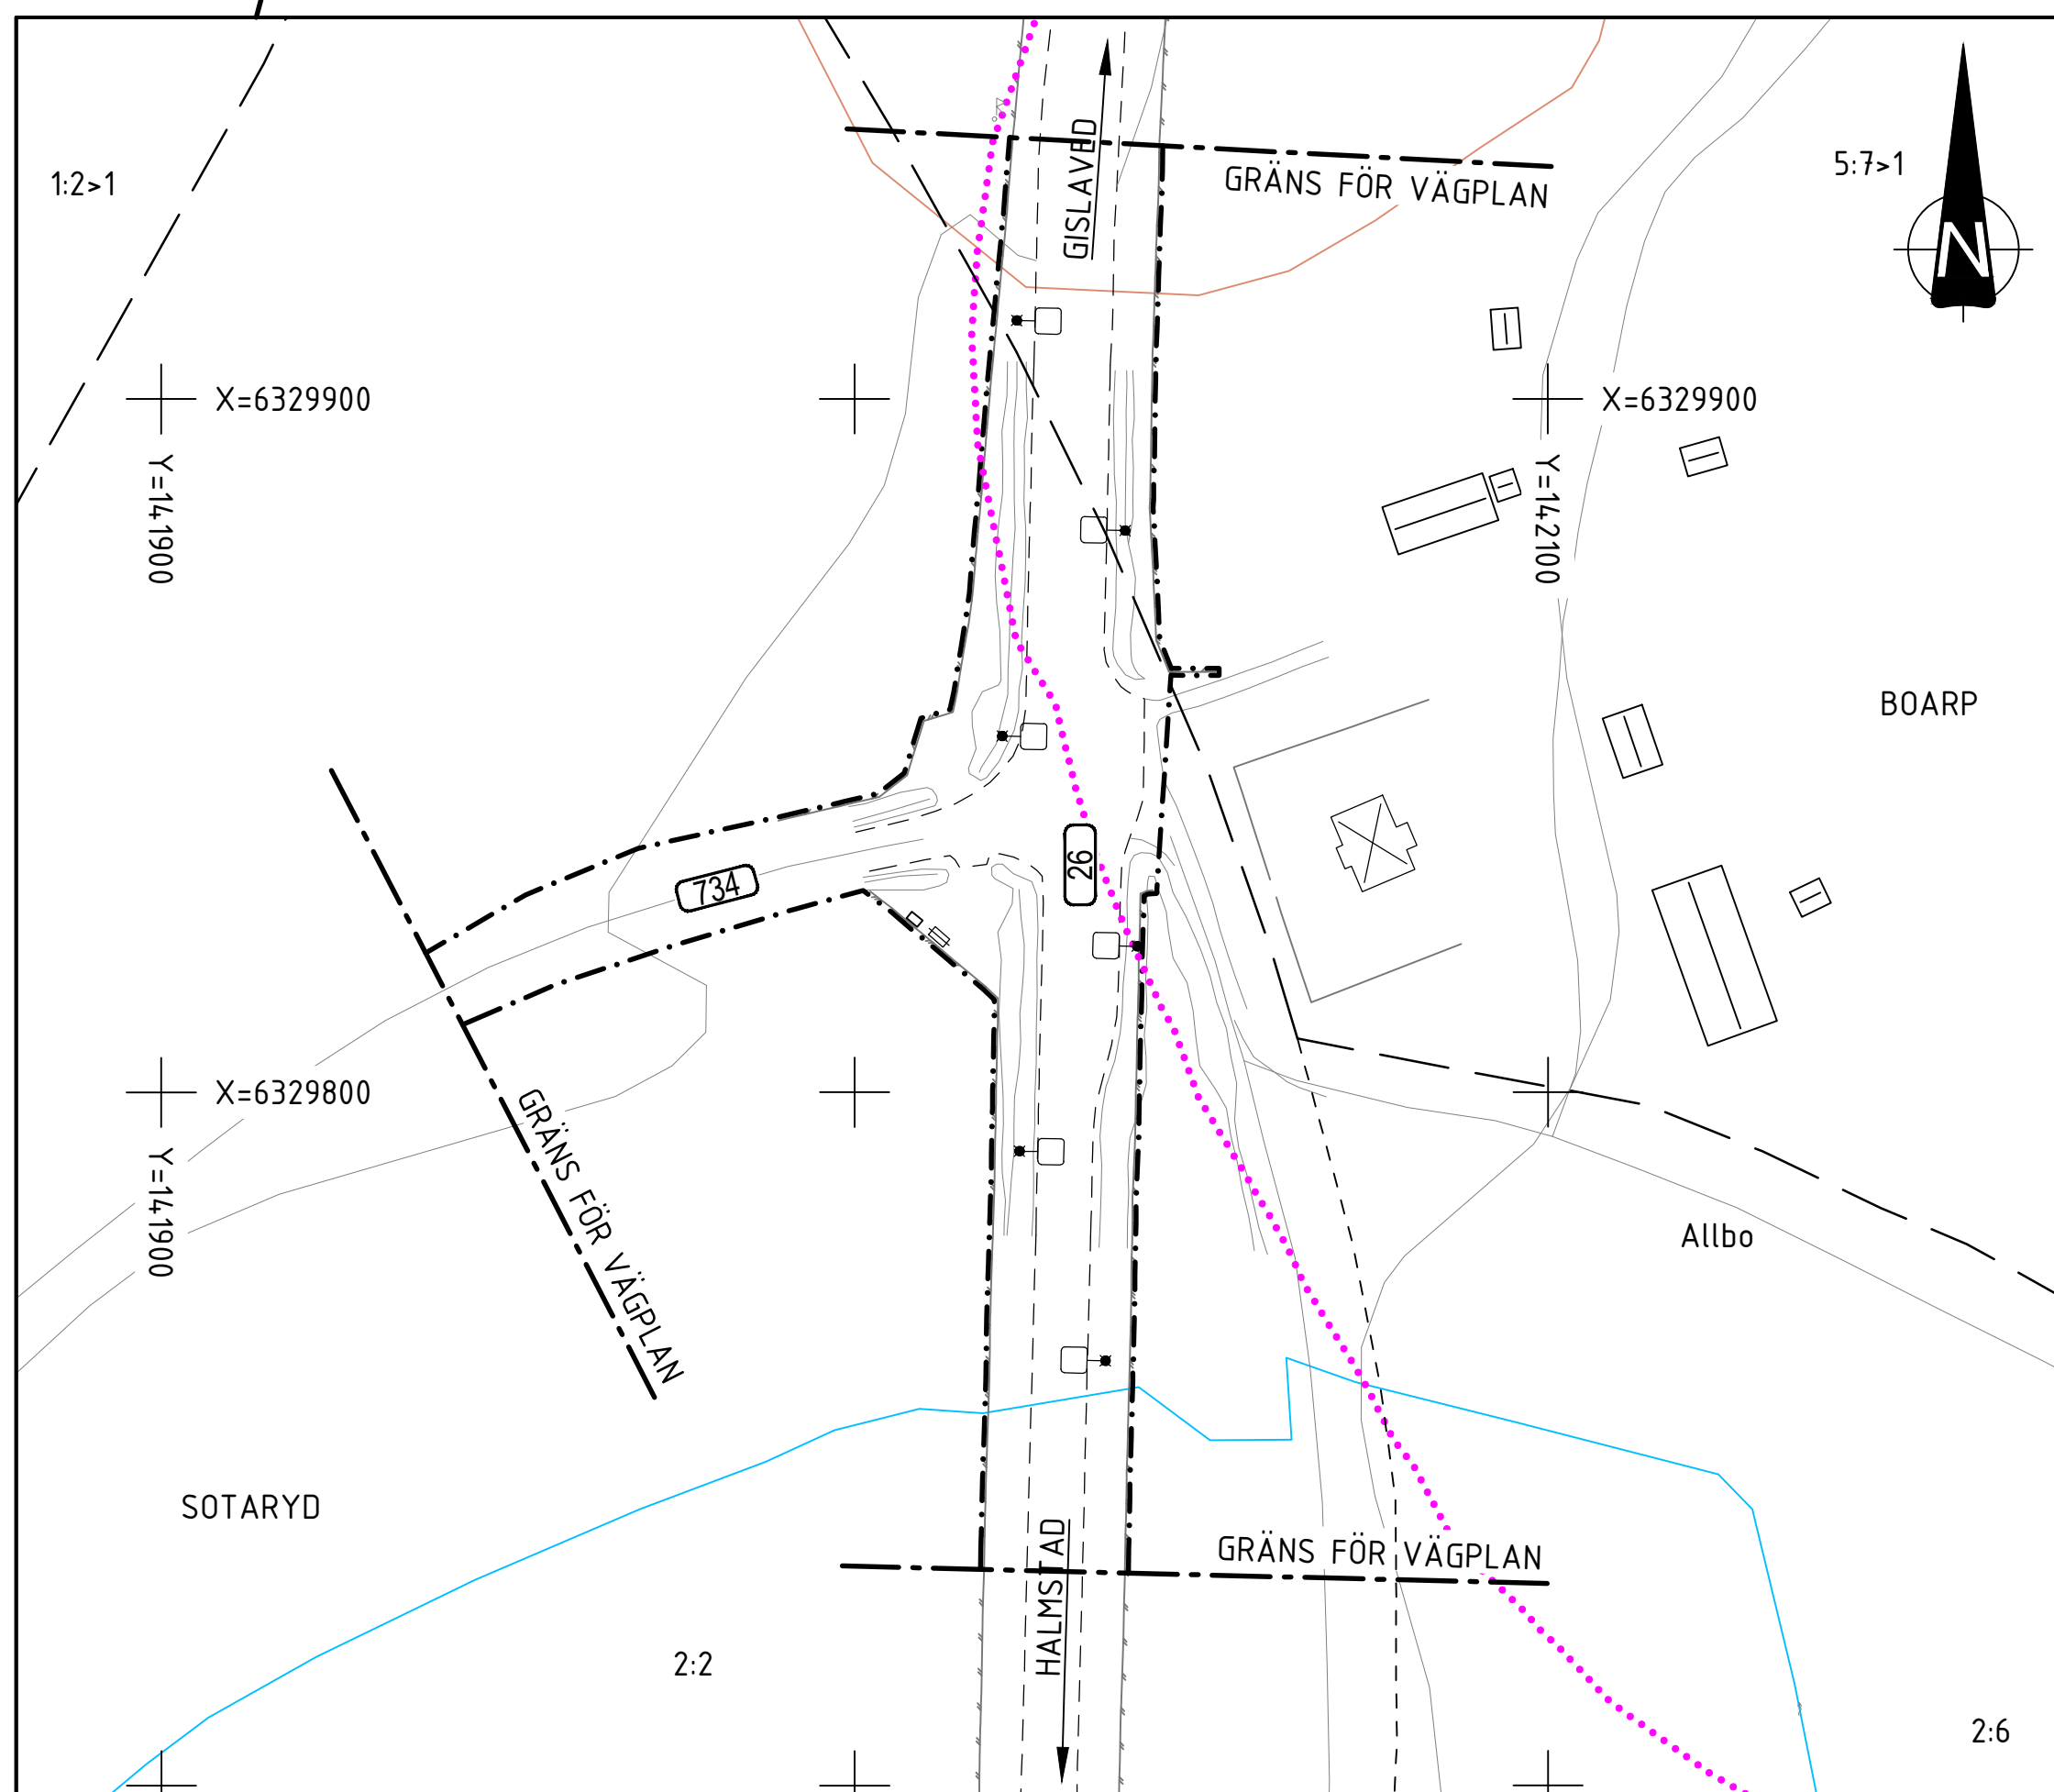 GISLAVED
GRÄNS FÖR VÄGPLAN
1:2>1
5:7>1
N
X=6329900
X=6329900
Y=141900
Y=142100
BOARP
26
734
X=6329800
GRÄNS FÖR VÄGPLAN
Y=141900
Allbo
SOTARYD
GRÄNS FÖR VÄGPLAN
HALMSTAD
2:2
2:6